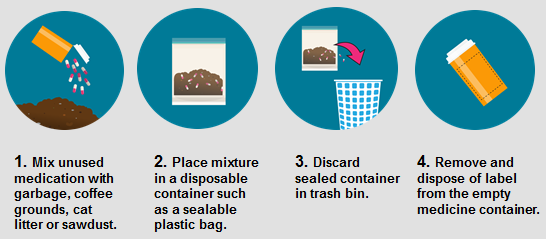 1. Mix unused
medication with
garbage, coffee
grounds, cat
litter or sawdust.
2. Place mixture
in a disposable
container such
as a sealable
plastic bag.
3. Discard
sealed container
in trash bin.
4. Remove and
dispose of label
from the empty
medicine container.